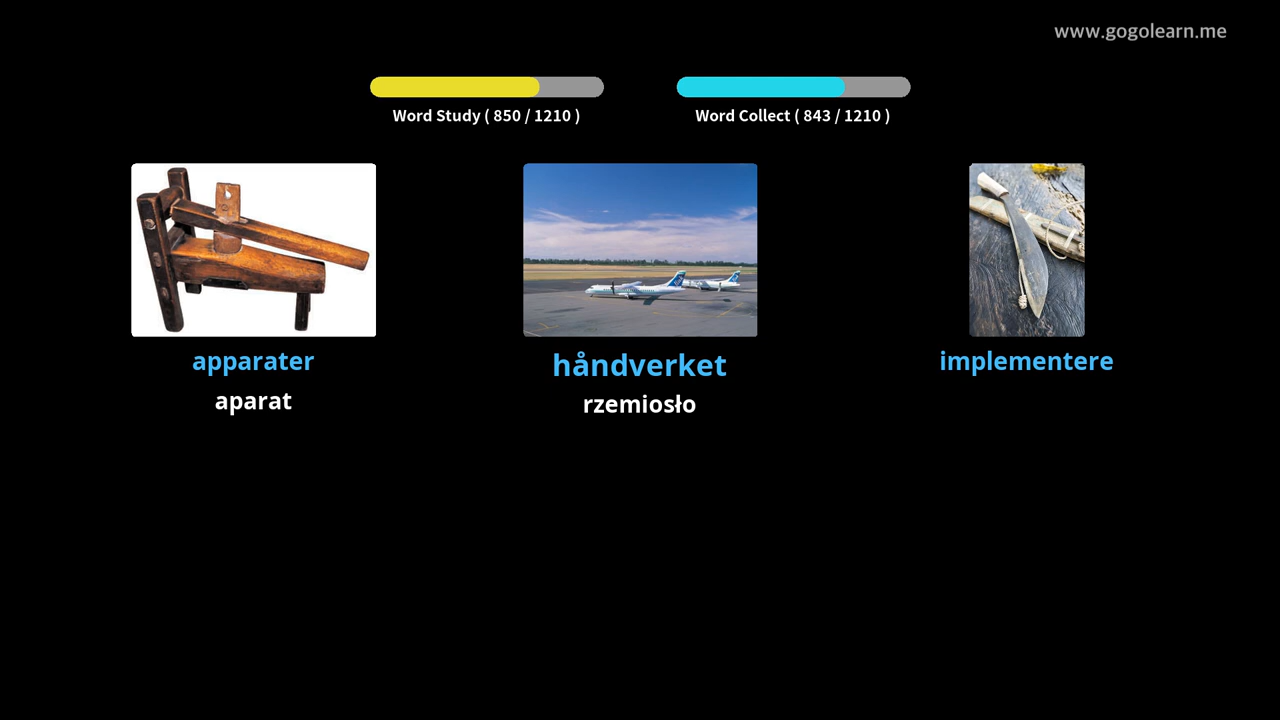 www.gogolearn.me
Word Study ( 850 / 1210 )
Word Collect ( 843 / 1210 )
apparater
håndverket
implementere
aparat
rzemiosło